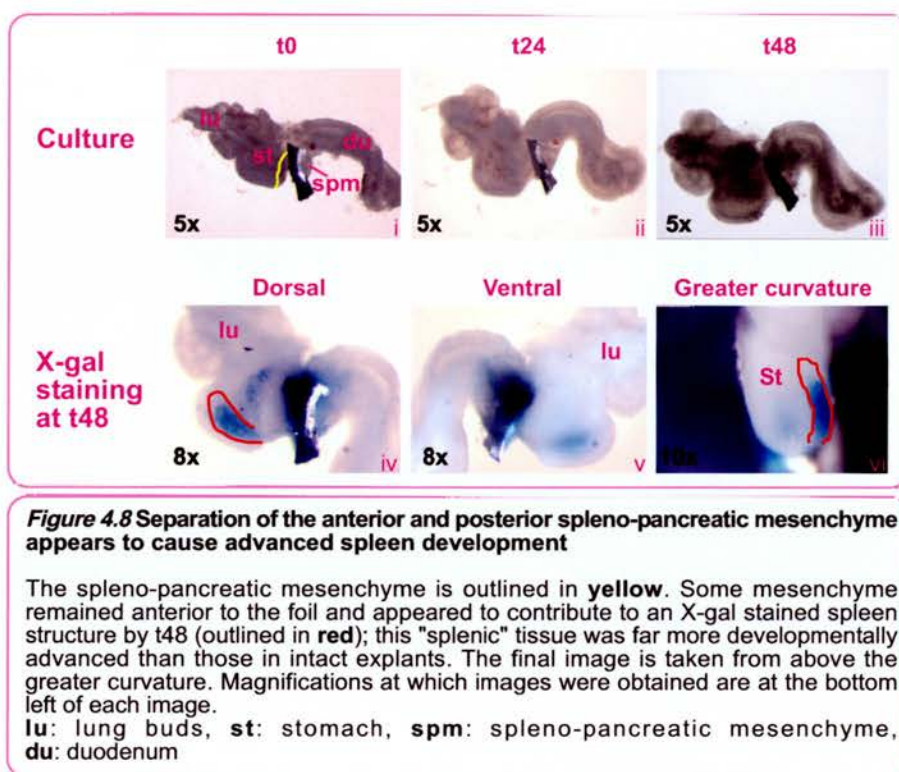 t0 t24 t48
Culture
lu
st
du
spm
5x
i
5x
ii
5x
iii
Dorsal Ventral Greater curvature
X-gal
staining
at t48
lu
8x
iv
lu
8x
v
St
10x
vi
Figure 4.8 Separation of the anterior and posterior spleno-pancreatic mesenchyme
appears to cause advanced spleen development
The spleno-pancreatic mesenchyme is outlined in yellow. Some mesenchyme
remained anterior to the foil and appeared to contribute to an X-gal stained spleen
structure by t48 (outlined in red); this "splenic" tissue was far more developmentally
advanced than those in intact explants. The final image is taken from above the
greater curvature. Magnifications at which images were obtained are at the bottom
left of each image.
lu: lung buds, st: stomach, spm: spleno-pancreatic mesenchyme,
du: duodenum